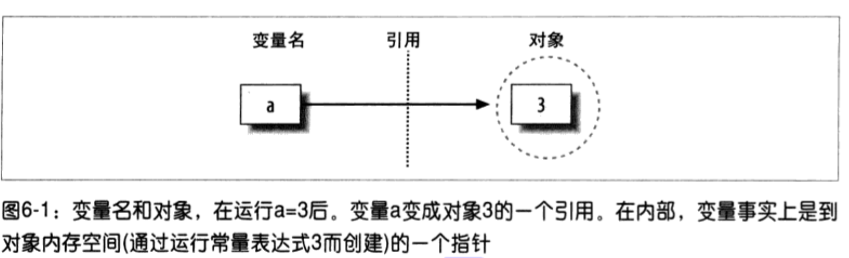 变量名 引用 对象
a 3
图6-1：变量名和对象，在运行a=3后。变量a变成对象3的一个引用。在内部，变量事实上是到
对象内存空间(通过运行常量表达式3而创建)的一个指针